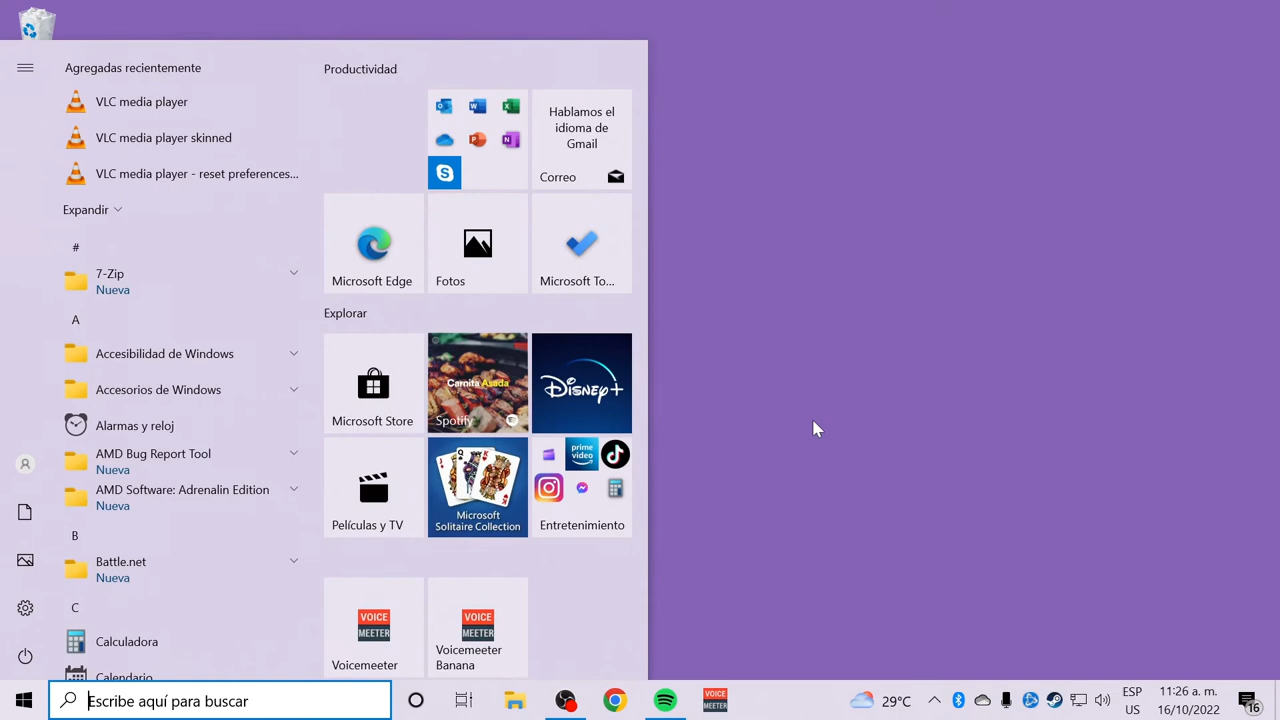 Agregadas recientemente
VLC media player
VLC media player skinned
VLC media player - reset preferences...
Expandir
#
7-Zip
Nueva
A
Accesibilidad de Windows
Accesorios de Windows
Alarmas y reloj
AMD Bug Report Tool
Nueva
AMD Software: Adrenalin Edition
Nueva
B
Battle.net
Nueva
C
Calculadora
Calendario
Productividad
Hablamos el
idioma de
Gmail
Correo
Microsoft Edge
Fotos
Microsoft To...
Explorar
Microsoft Store
Carnita Asada
Spotify
Disney+
Películas y TV
Microsoft
Solitaire Collection
prime
video
Entretenimiento
VOICE
MEETER
Voicemeeter
VOICE
MEETER
Voicemeeter
Banana
Escribe aquí para buscar
VOICE
MEETER
29°C
ESP
US
11:26 a. m.
16/10/2022
16